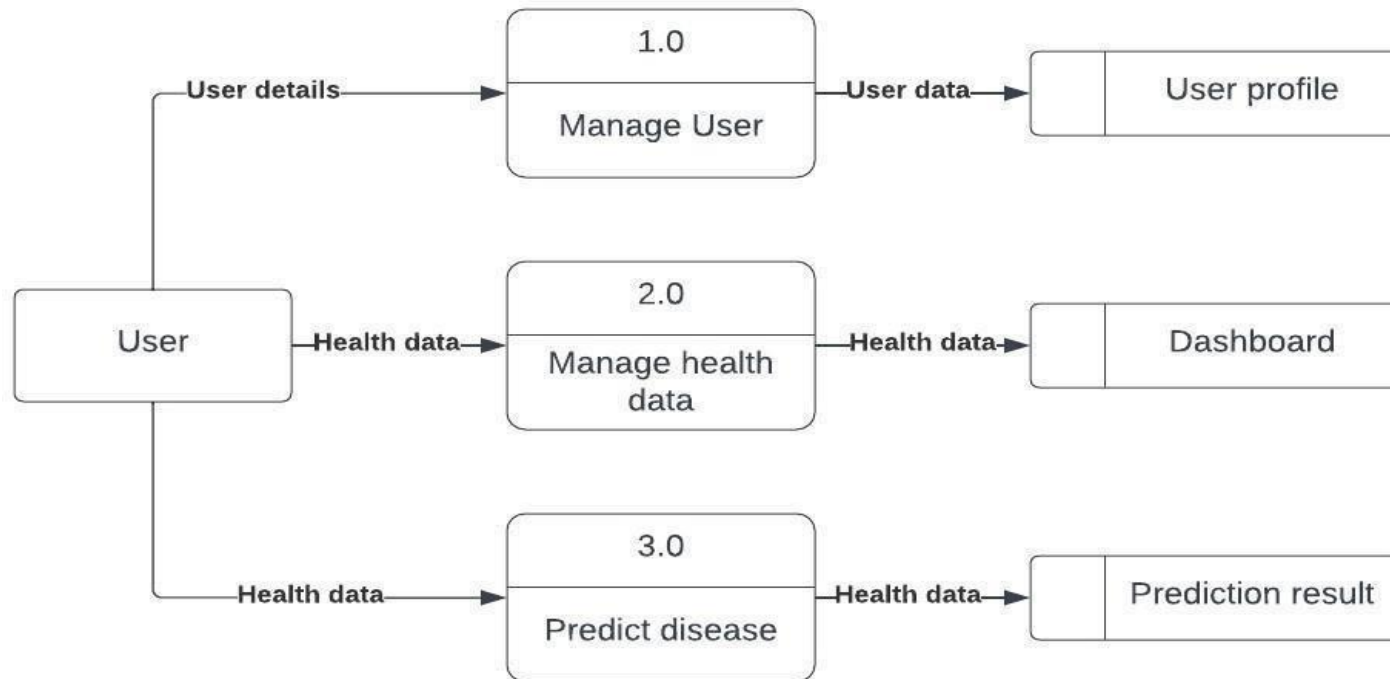 1.0
User details
Manage User
User data
User profile
2.0
User
Health data
Manage health
data
Health data
Dashboard
3.0
Health data
Predict disease
Health data
Prediction result